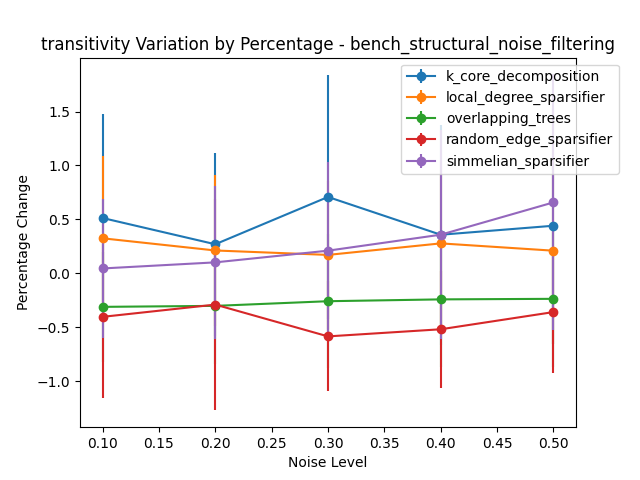 transitivity Variation by Percentage - bench_structural_noise_filtering
k_core_decomposition
local_degree_sparsifier
overlapping_trees
random_edge_sparsifier
simmelian_sparsifier
Percentage Change
1.5
1.0
0.5
0.0
−0.5
−1.0
0.10 0.15 0.20 0.25 0.30 0.35 0.40 0.45 0.50
Noise Level